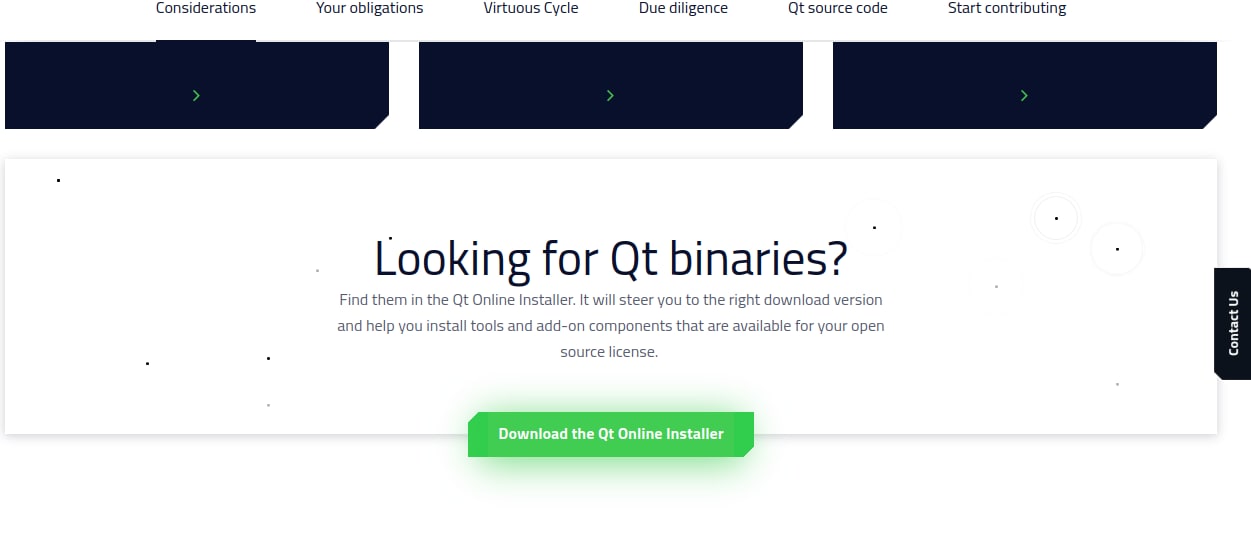 Considerations
Your obligations
Virtuous Cycle
Due diligence
Qt source code
Start contributing
Looking for Qt binaries?
Find them in the Qt Online Installer. It will steer you to the right download version
and help you install tools and add-on components that are available for your open
source license.
Contact Us
Download the Qt Online Installer